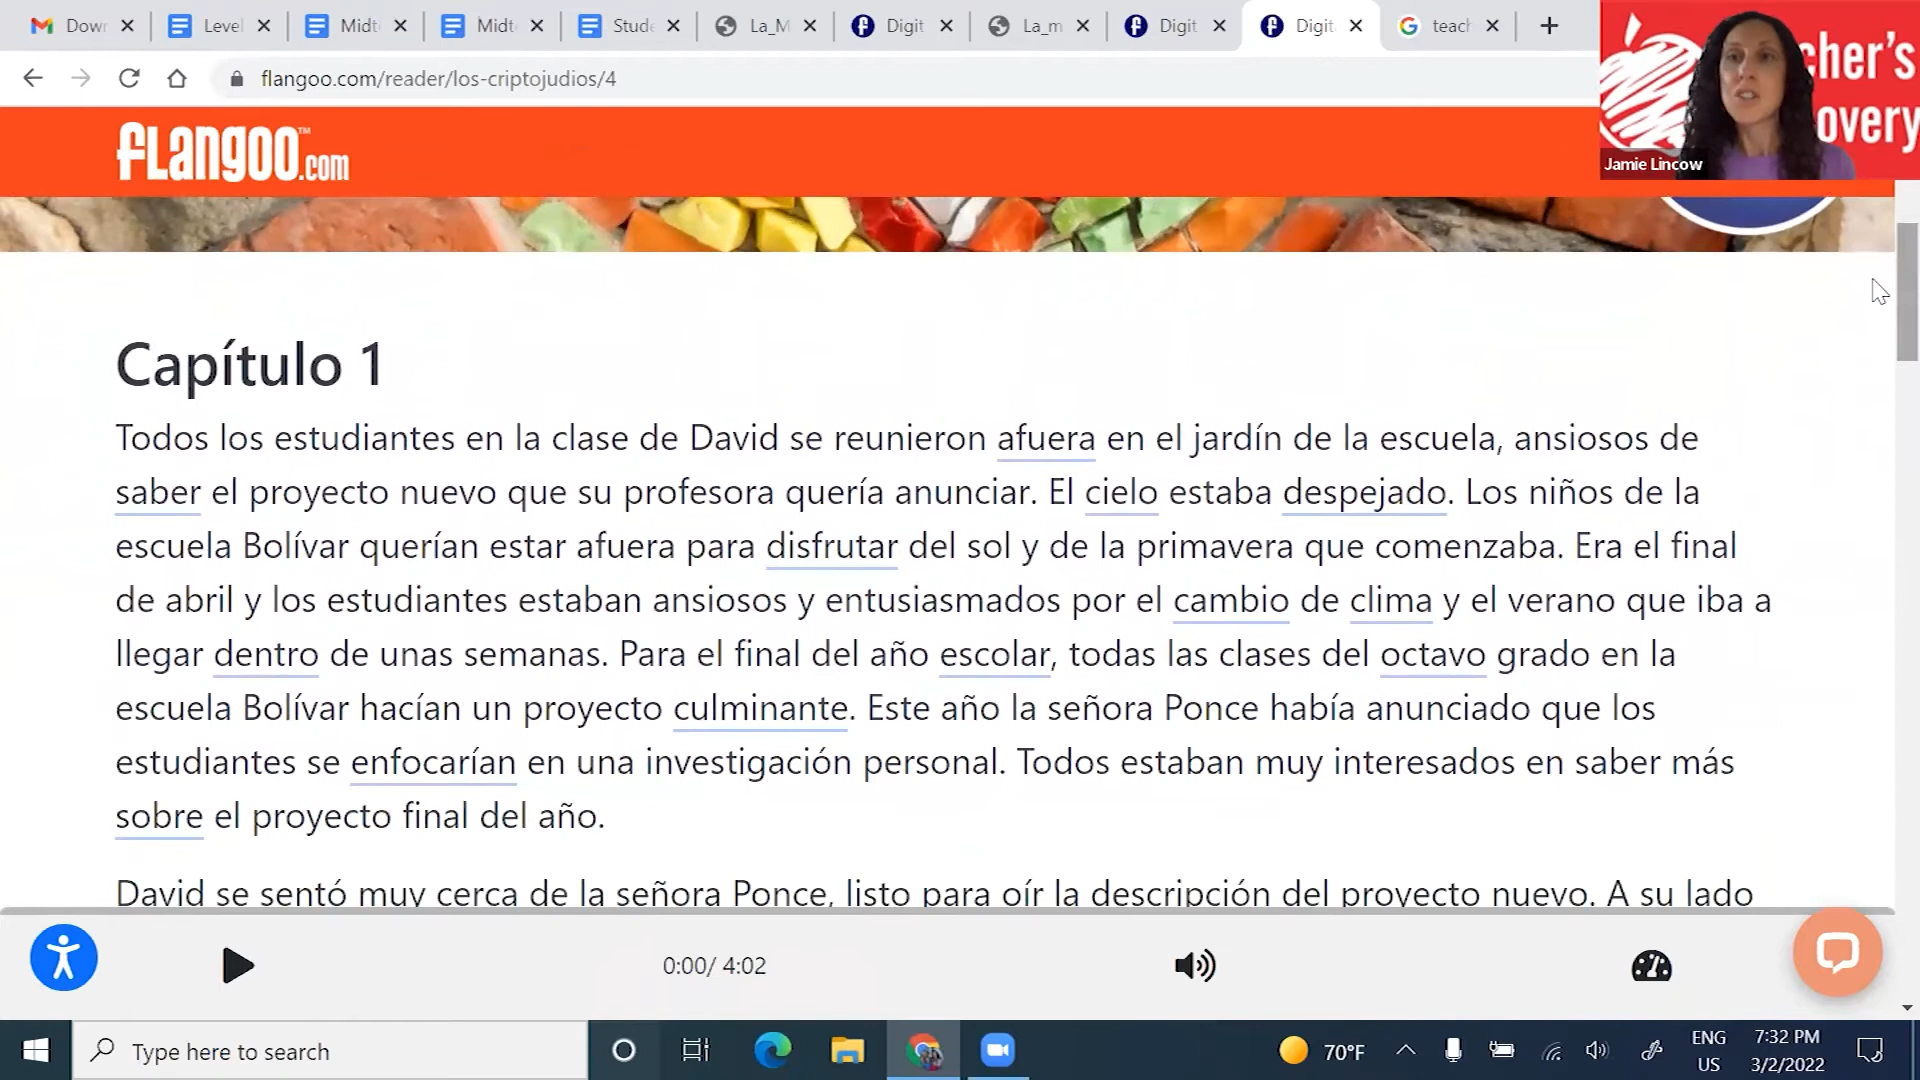 Dowr
Level
Midt
Midt
Stude
La_M
Digit
La_m
Digit
Digit
teach
flangoo.com/reader/los-criptojudios/4
cher's
overy
Jamie Lincow
fLangoo.com™
Capítulo 1
Todos los estudiantes en la clase de David se reunieron afuera en el jardín de la escuela, ansiosos de
saber el proyecto nuevo que su profesora quería anunciar. El cielo estaba despejado. Los niños de la
escuela Bolívar querían estar afuera para disfrutar del sol y de la primavera que comenzaba. Era el final
de abril y los estudiantes estaban ansiosos y entusiasmados por el cambio de clima y el verano que iba a
llegar dentro de unas semanas. Para el final del año escolar, todas las clases del octavo grado en la
escuela Bolívar hacían un proyecto culminante. Este año la señora Ponce había anunciado que los
estudiantes se enfocarían en una investigación personal. Todos estaban muy interesados en saber más
sobre el proyecto final del año.
David se sentó muy cerca de la señora Ponce, listo para oír la descripción del proyecto nuevo. A su lado
0:00/ 4:02
Type here to search
70°F
ENG
US
7:32 PM
3/2/2022